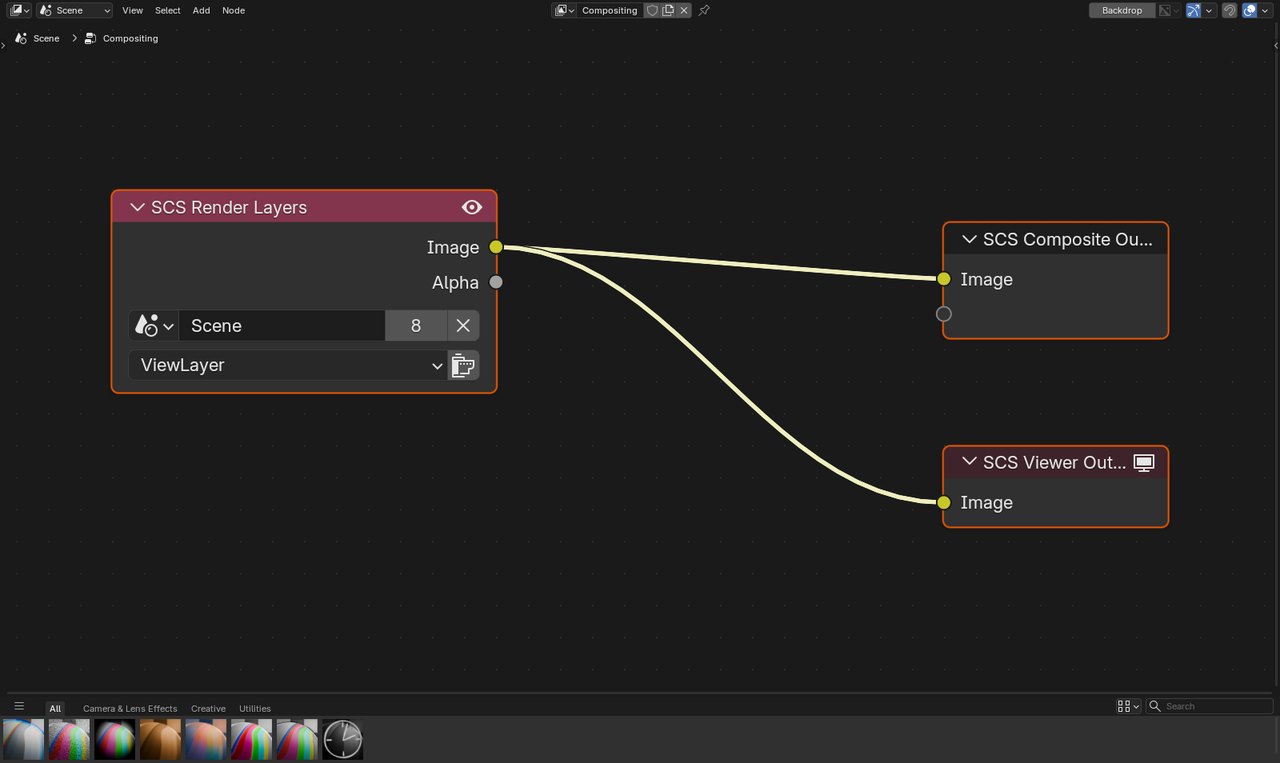 Scene View Select Add Node Compositing Backdrop
Scene Compositing
SCS Render Layers
Image
Alpha
Scene 8
ViewLayer
SCS Composite Ou...
Image
SCS Viewer Out...
Image
All Camera & Lens Effects Creative Utilities Search